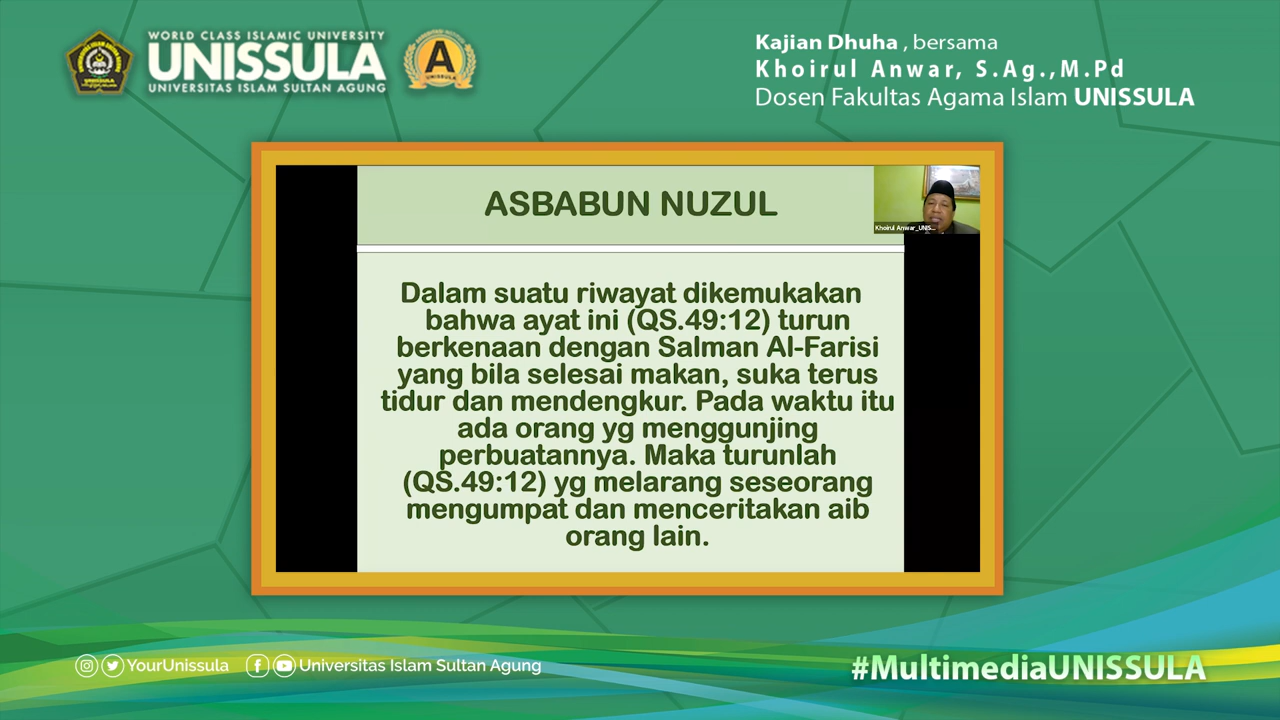 WORLD CLASS ISLAMIC UNIVERSITY
UNISSULA
UNIVERSITAS ISLAM SULTAN AGUNG
A
Kajian Dhuha , bersama
Khoirul Anwar, S.Ag.,M.Pd
Dosen Fakultas Agama Islam UNISSULA
ASBABUN NUZUL
Khoirul Anwar_UNIS...
Dalam suatu riwayat dikemukakan
bahwa ayat ini (QS.49:12) turun
berkenaan dengan Salman Al-Farisi
yang bila selesai makan, suka terus
tidur dan mendengkur. Pada waktu itu
ada orang yg menggunjing
perbuatannya. Maka turunlah
(QS.49:12) yg melarang seseorang
mengumpat dan menceritakan aib
orang lain.
YourUnissula
Universitas Islam Sultan Agung
#MultimediaUNISSULA